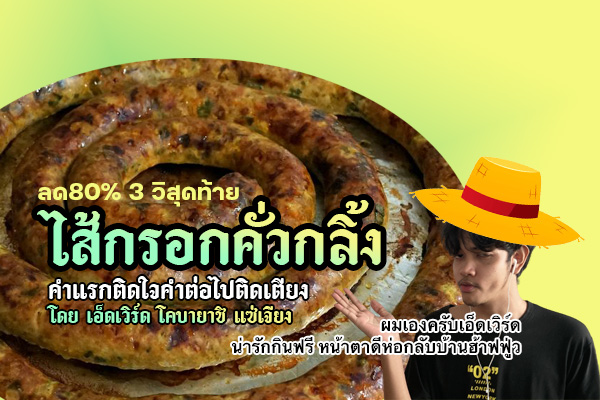 ลด80% 3 วิสุดท้าย
ไส้กรอกคั่วกลิ้ง
คำแรกติดใจคำต่อไปติดเตียง
โดย เอ็ดเวิร์ด โคบายาชิ แซ่เจียง
ผมเองครับเอ็ดเวิร์ด
น่ารักกินฟรี หน้าตาดีห่อกลับบ้านฮ้าฟฟู่ว
"02"
LONDON
NEWYORK